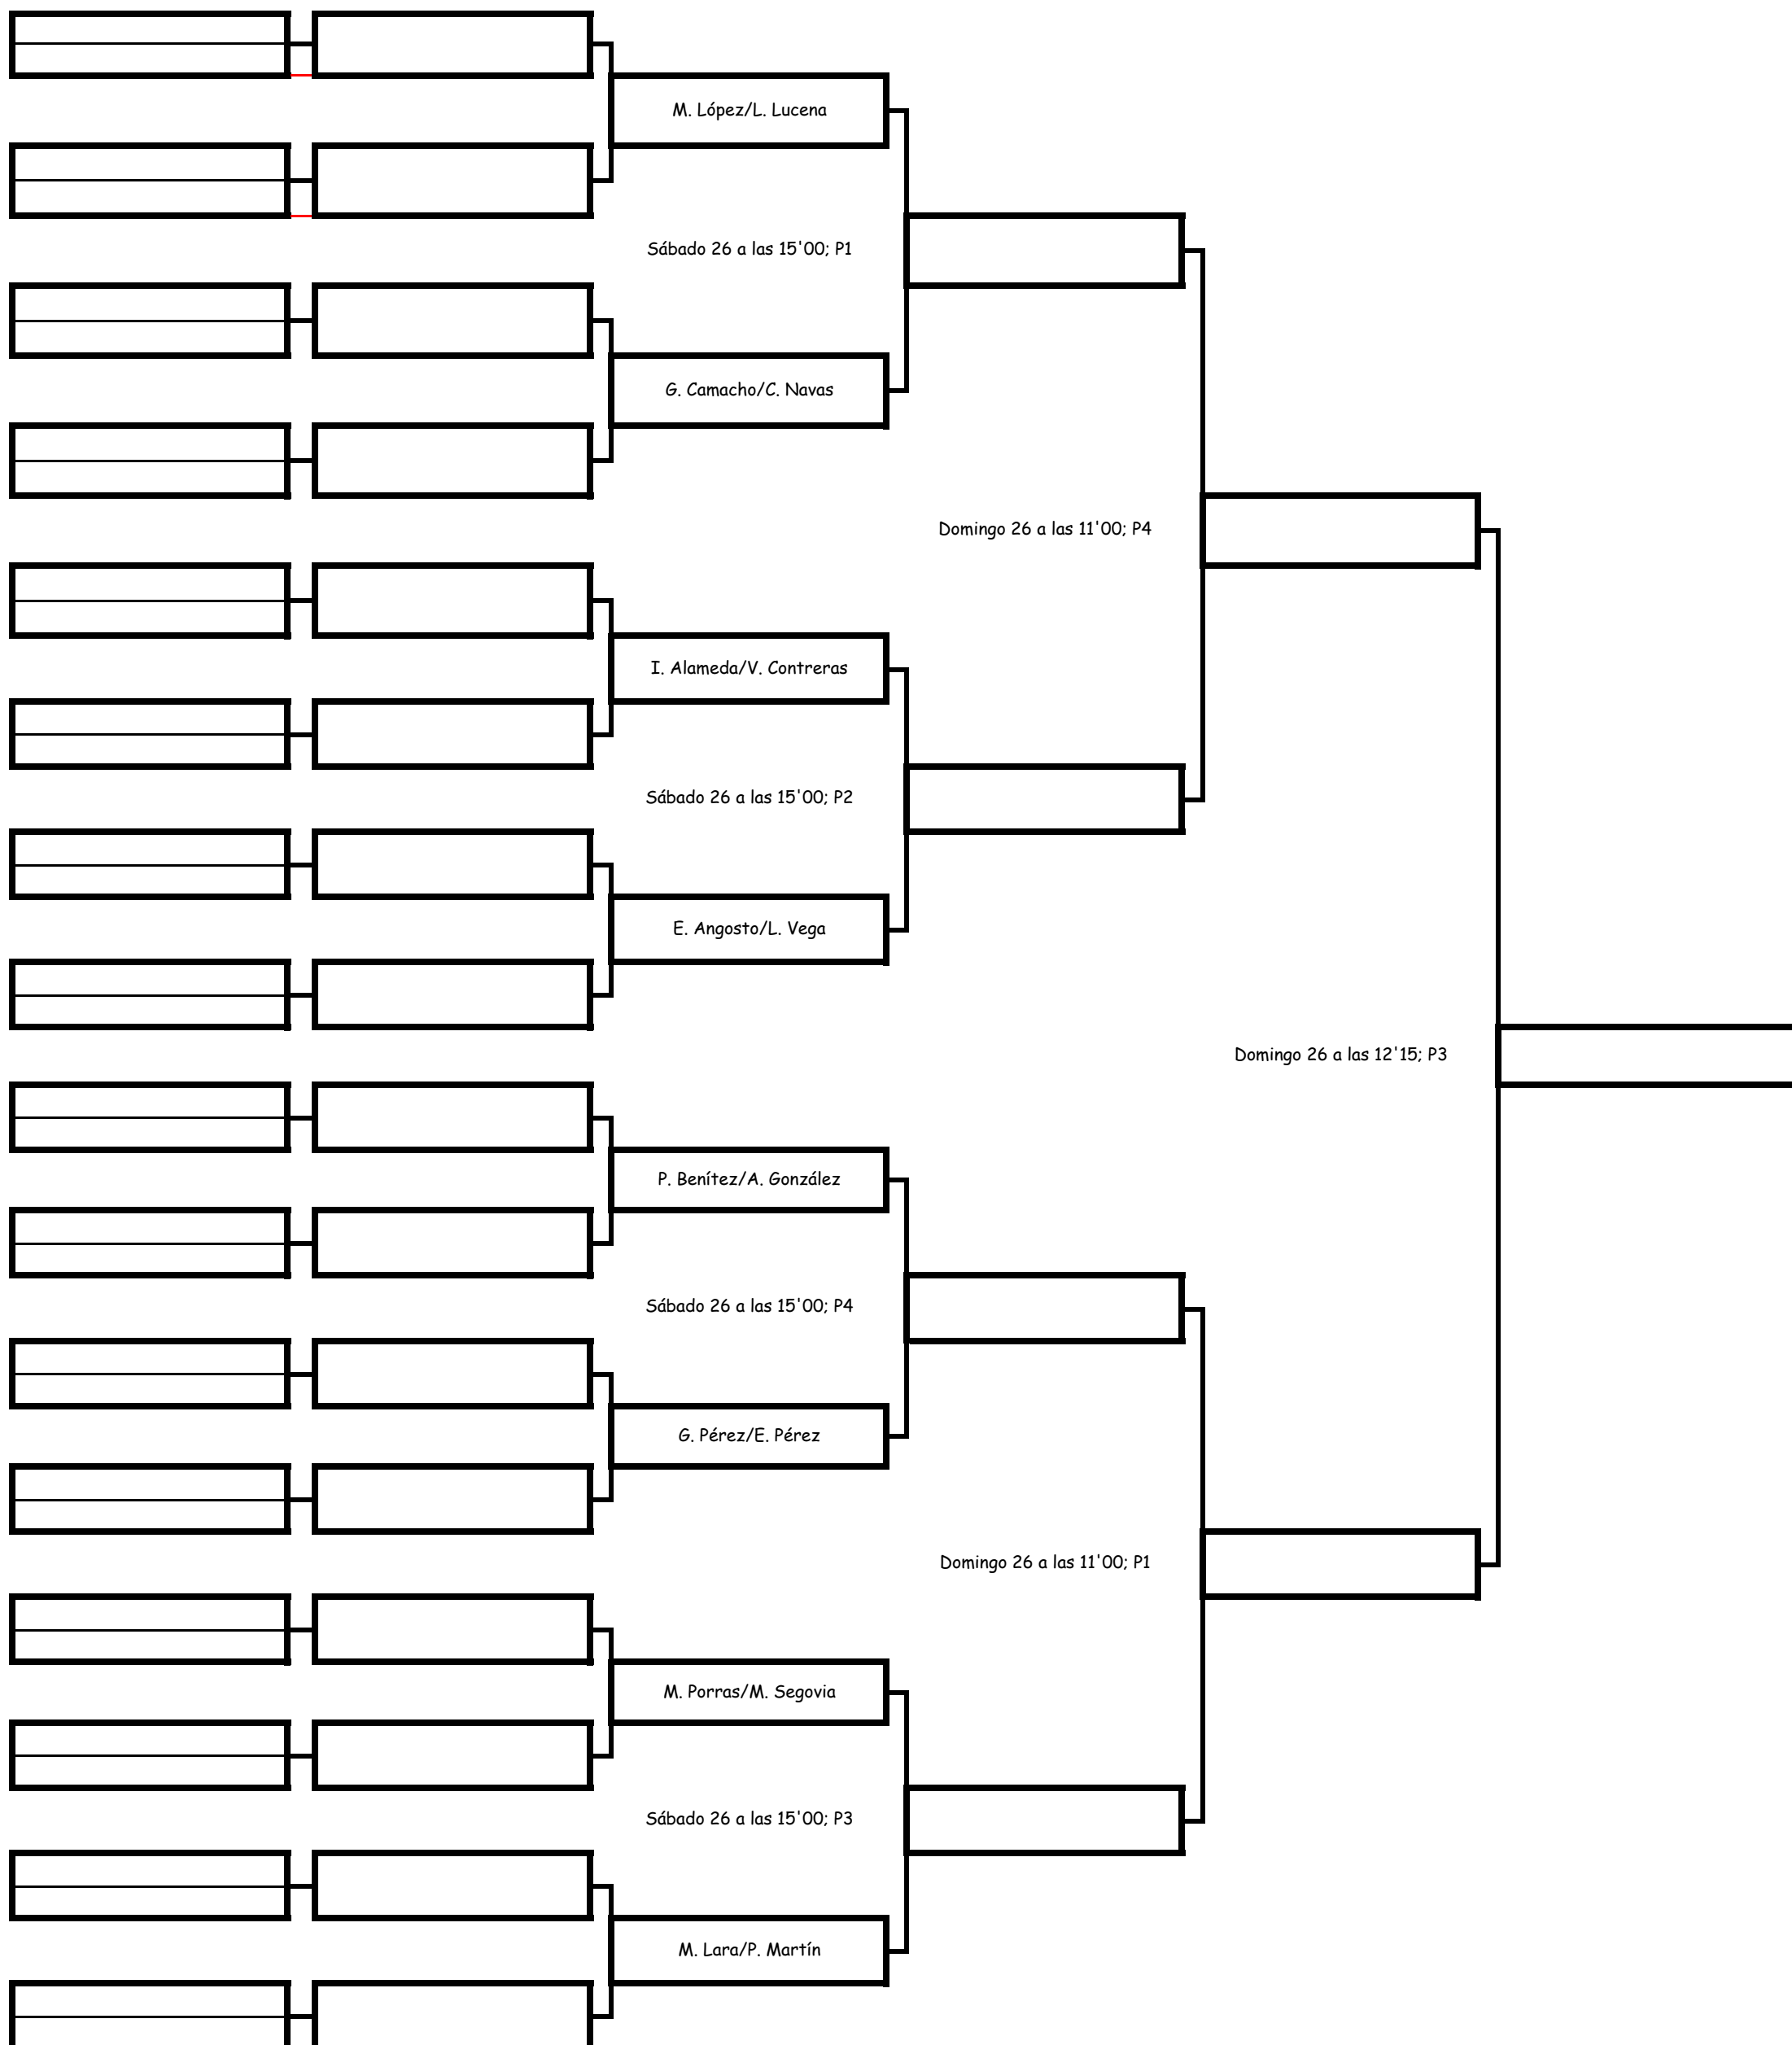 M. López/L. Lucena
Sábado 26 a las 15'00; P1
G. Camacho/C. Navas
Domingo 26 a las 11'00; P4
I. Alameda/V. Contreras
Sábado 26 a las 15'00; P2
E. Angosto/L. Vega
Domingo 26 a las 12'15; P3
P. Benítez/A. González
Sábado 26 a las 15'00; P4
G. Pérez/E. Pérez
Domingo 26 a las 11'00; P1
M. Porras/M. Segovia
Sábado 26 a las 15'00; P3
M. Lara/P. Martín